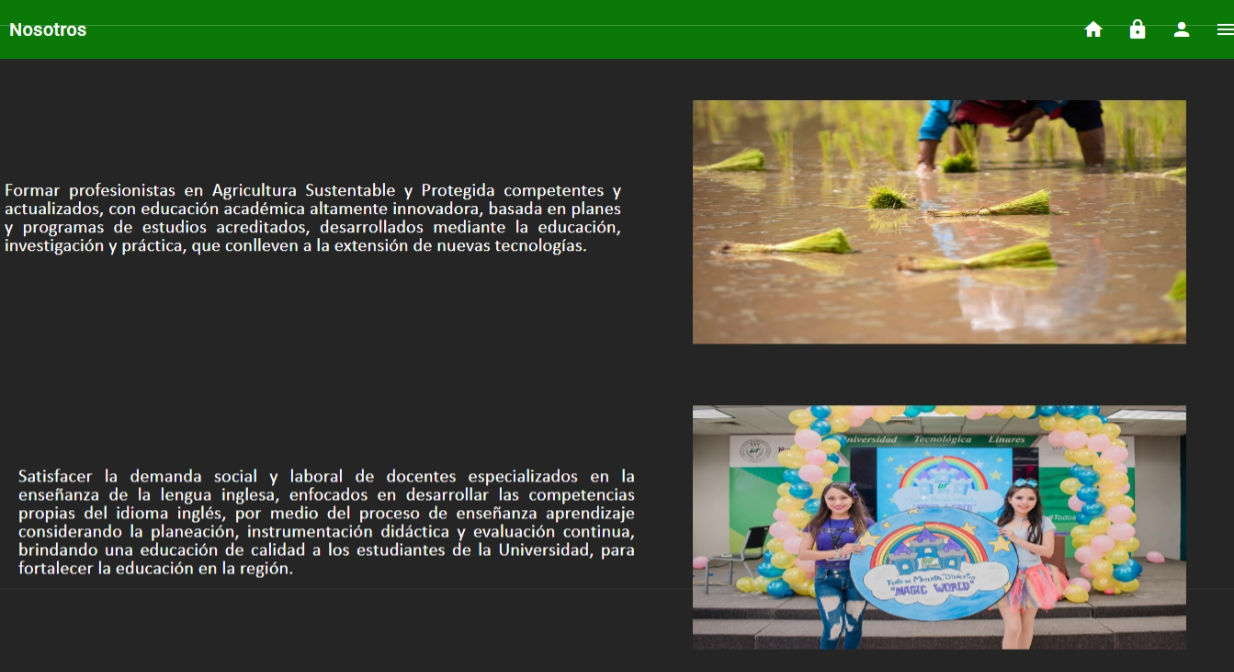 Nosotros
Formar profesionistas en Agricultura Sustentable y Protegida competentes y
actualizados, con educación académica altamente innovadora, basada en planes
y programas de estudios acreditados, desarrollados mediante la educación,
investigación y práctica, que conlleven a la extensión de nuevas tecnologías.
Satisfacer la demanda social y laboral de docentes especializados en la
enseñanza de la lengua inglesa, enfocados en desarrollar las competencias
propias del idioma inglés, por medio del proceso de enseñanza aprendizaje
considerando la planeación, instrumentación didáctica y evaluación continua,
brindando una educación de calidad a los estudiantes de la Universidad, para
fortalecer la educación en la región.
Tecnológica Linares
"MAGIC WORLD"